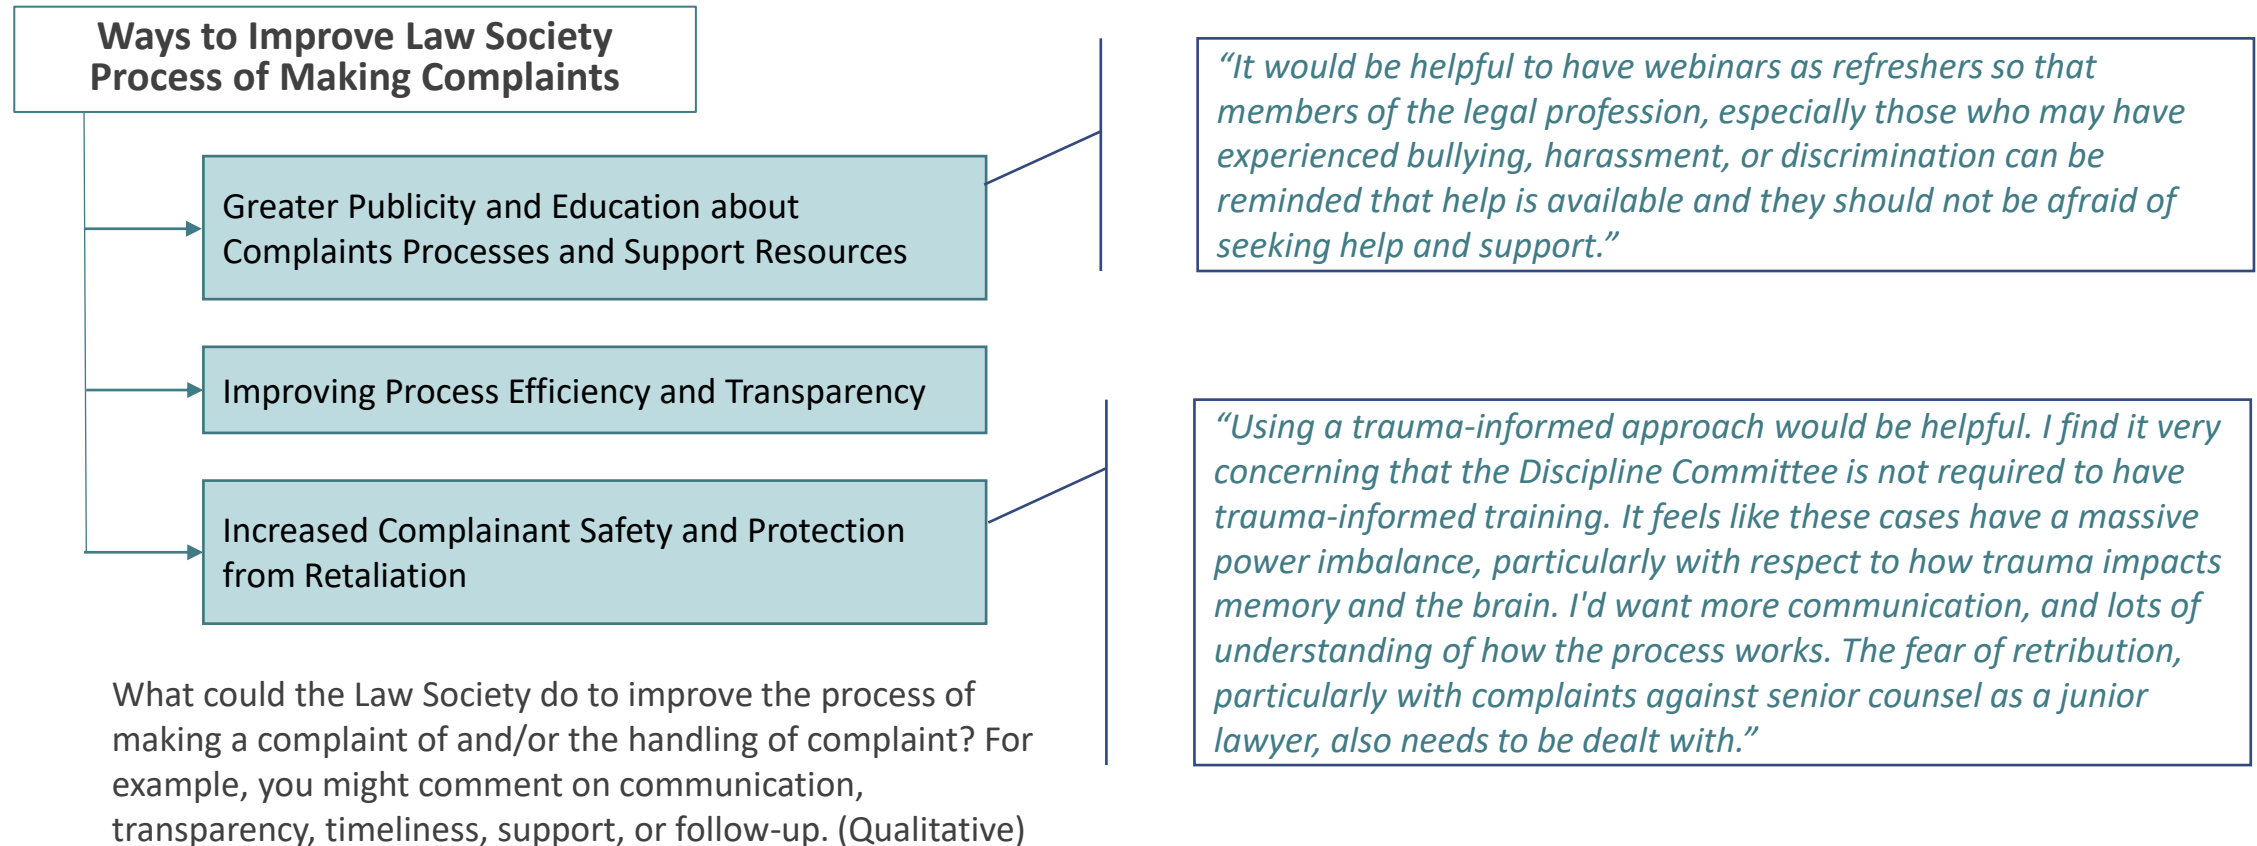 Ways to Improve Law Society
Process of Making Complaints
Greater Publicity and Education about
Complaints Processes and Support Resources
Improving Process Efficiency and Transparency
Increased Complainant Safety and Protection
from Retaliation
What could the Law Society do to improve the process of
making a complaint of and/or the handling of complaint? For
example, you might comment on communication,
transparency, timeliness, support, or follow-up. (Qualitative)
“It would be helpful to have webinars as refreshers so that
members of the legal profession, especially those who may have
experienced bullying, harassment, or discrimination can be
reminded that help is available and they should not be afraid of
seeking help and support.”
“Using a trauma-informed approach would be helpful. I find it very
concerning that the Discipline Committee is not required to have
trauma-informed training. It feels like these cases have a massive
power imbalance, particularly with respect to how trauma impacts
memory and the brain. I'd want more communication, and lots of
understanding of how the process works. The fear of retribution,
particularly with complaints against senior counsel as a junior
lawyer, also needs to be dealt with.”